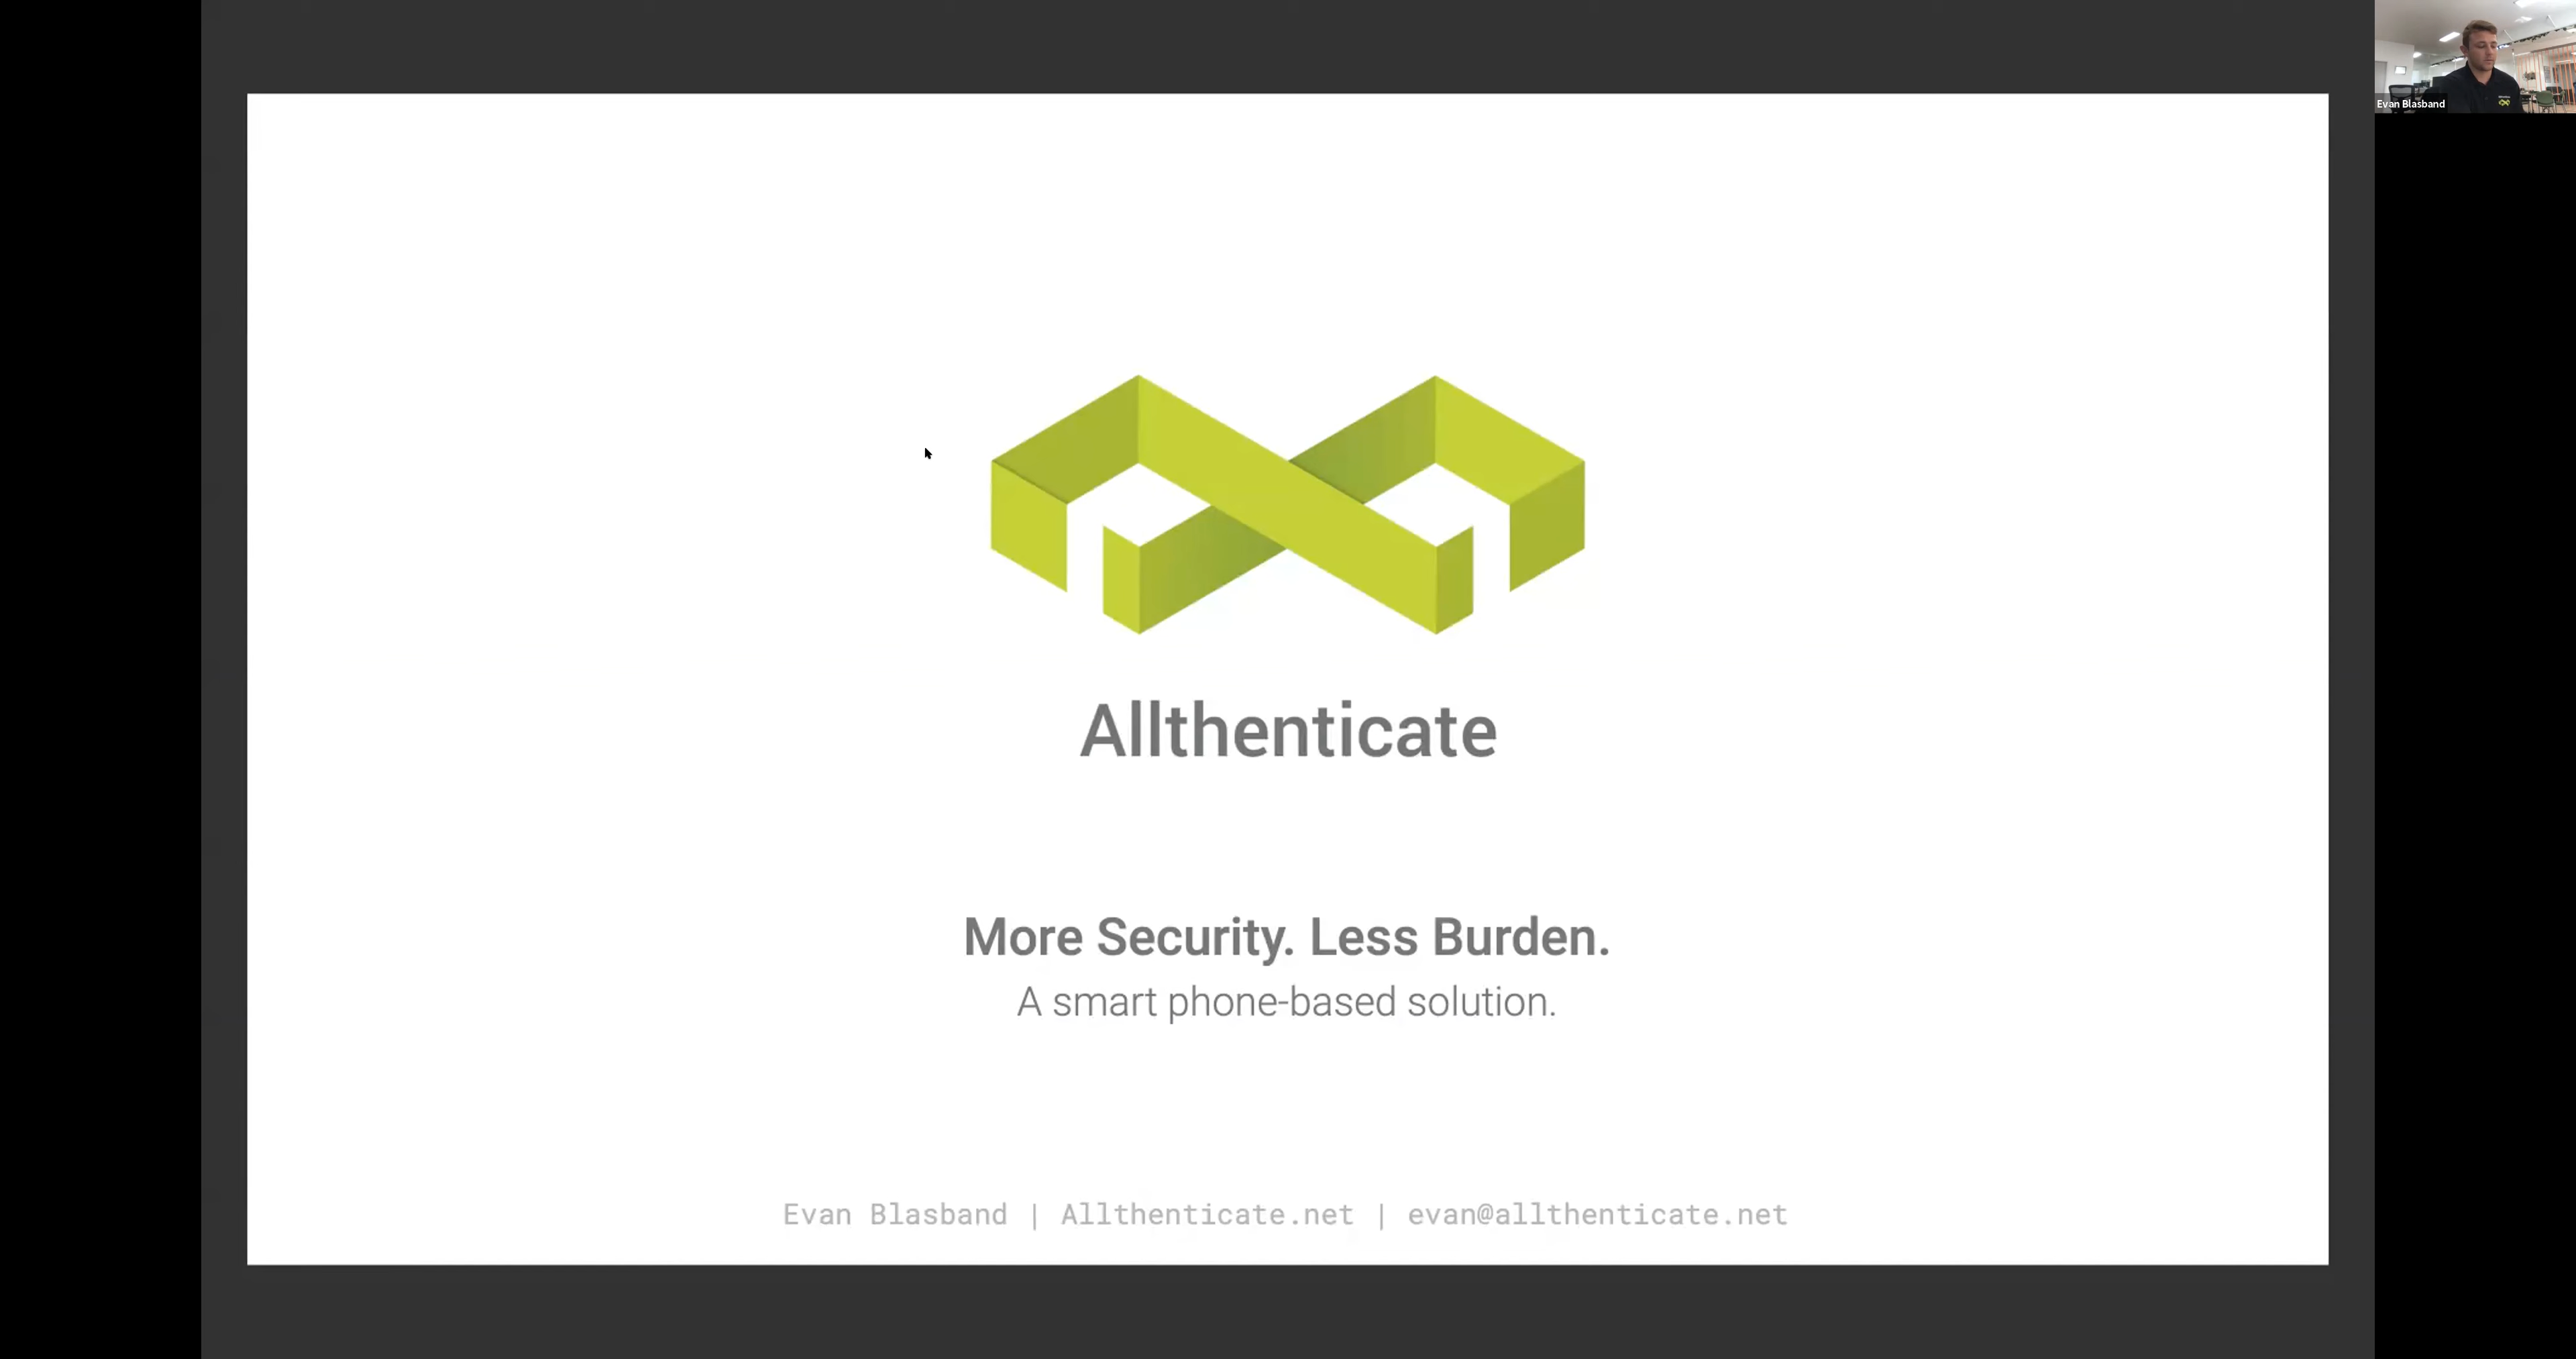 Evan Blasband
Allthenticate
More Security. Less Burden.
A smart phone-based solution.
Evan Blasband | Allthenticate.net | evan@allthenticate.net